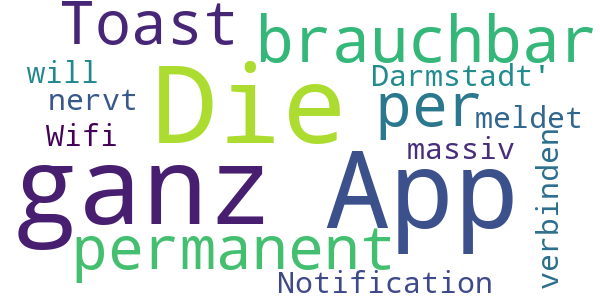 Toast
brauchbar
will
Die
Darmstadt'
nervt
per
meldet
Wifi
massiv
verbinden
ganz
App
permanent
Notification